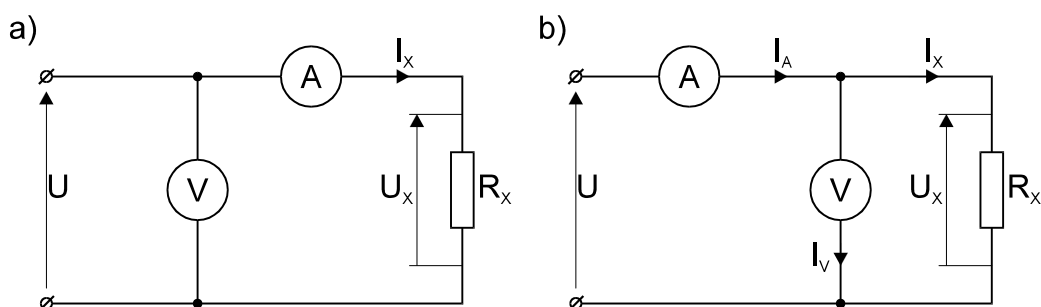 a)
A
I_X
U
V
U_X
R_X
b)
A
I_A
I_X
U
V
U_X
R_X
I_V